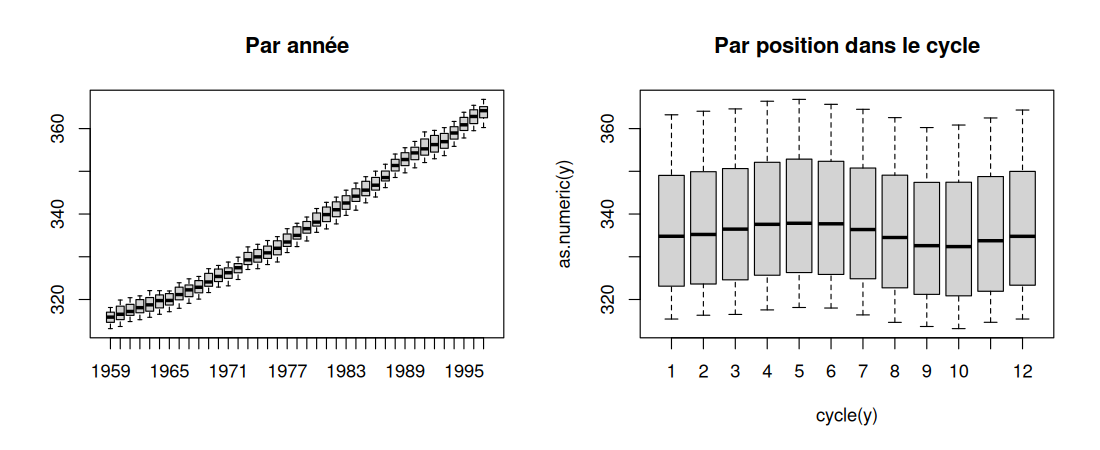 Par année
Par position dans le cycle
360
340
320
1959 1965 1971 1977 1983 1989 1995
as.numeric(y)
360
340
320
1 2 3 4 5 6 7 8 9 10 12
cycle(y)